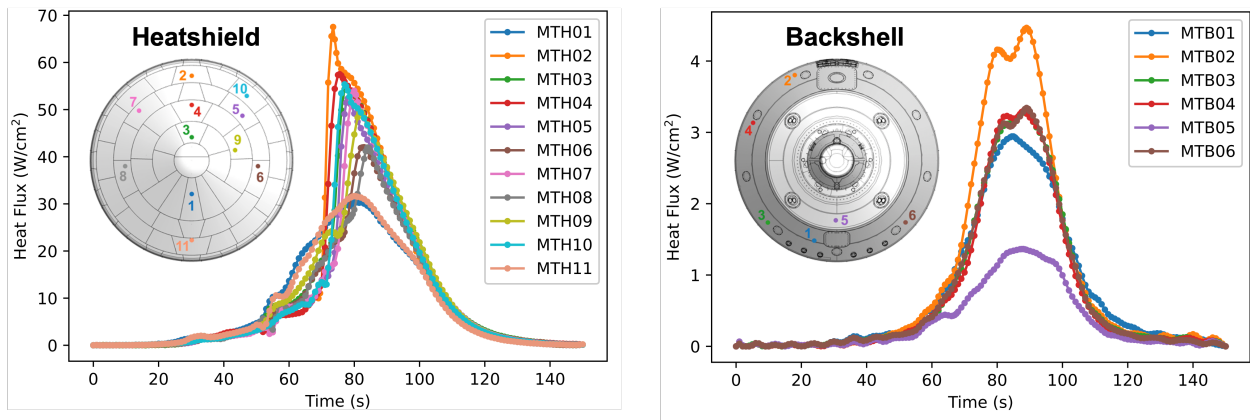 Heatshield
70
60
50
40
30
20
10
0
Heat Flux (W/cm²)
0 20 40 60 80 100 120 140
Time (s)
2
10
7
4
5
3
9
8
6
1
11
MTH01
MTH02
MTH03
MTH04
MTH05
MTH06
MTH07
MTH08
MTH09
MTH10
MTH11
Backshell
4
3
2
1
0
Heat Flux (W/cm²)
0 20 40 60 80 100 120 140
Time (s)
2
4
3
5
6
1
MTB01
MTB02
MTB03
MTB04
MTB05
MTB06